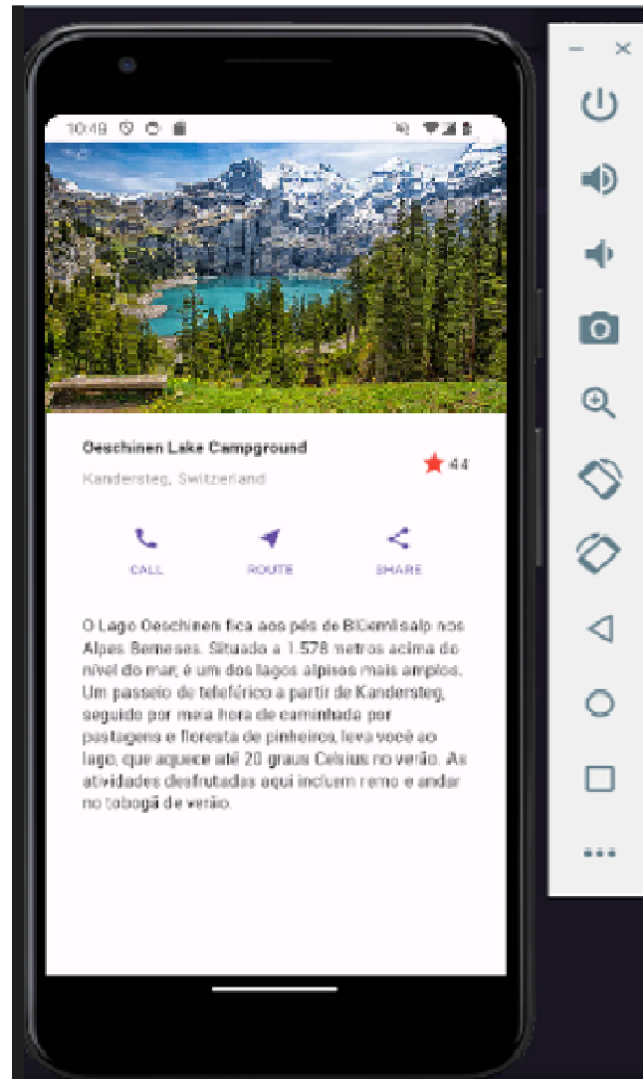 10:49
Oeschinen Lake Campground
Kandersteg, Switzerland
44
CALL
ROUTE
SHARE
O Lago Oeschinen fica aos pés do Blüemlisalp nos
Alpes Berneses. Situado a 1.578 metros acima do
nível do mar, é um dos lagos alpinos mais amplos.
Um passeio de teleférico a partir de Kandersteg,
seguido por meia hora de caminhada por
pastagens e floresta de pinheiros, leva você ao
lago, que aquece até 20 graus Celsius no verão. As
atividades desfrutadas aqui incluem remo e andar
no tobogã de verão.